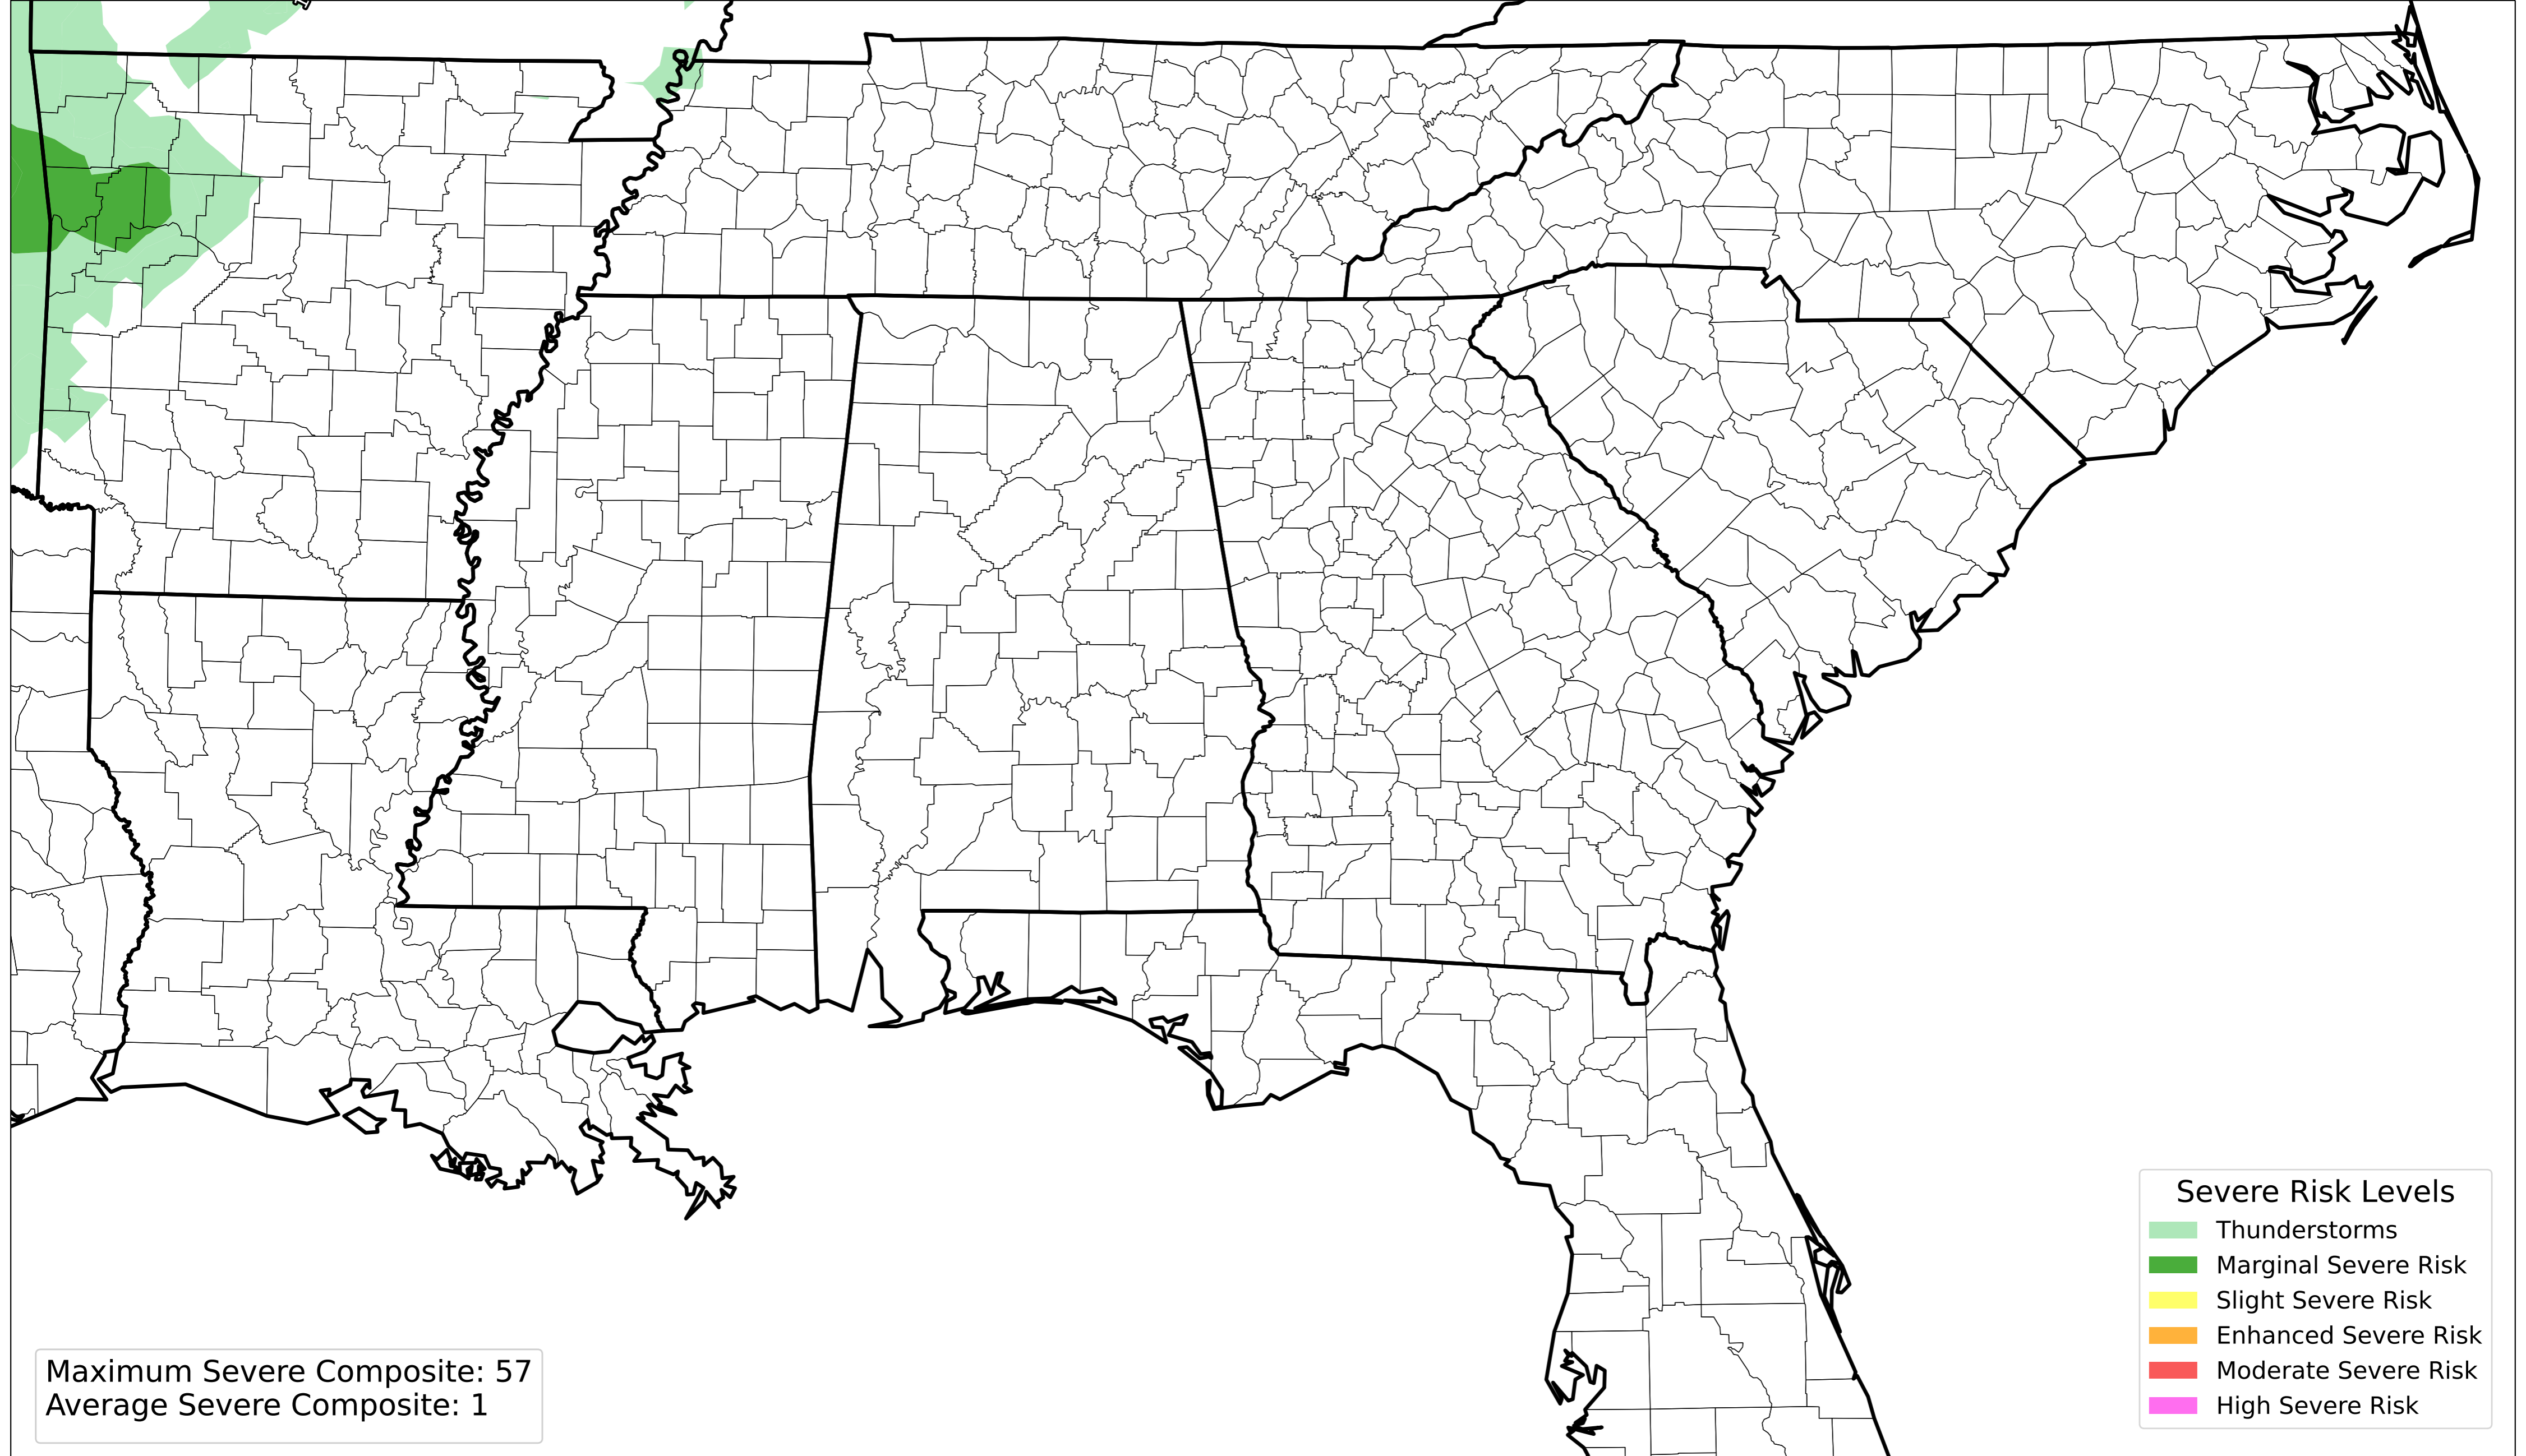 Severe Risk Levels
Thunderstorms
Marginal Severe Risk
Slight Severe Risk
Enhanced Severe Risk
Moderate Severe Risk
High Severe Risk
Maximum Severe Composite: 57
Average Severe Composite: 1